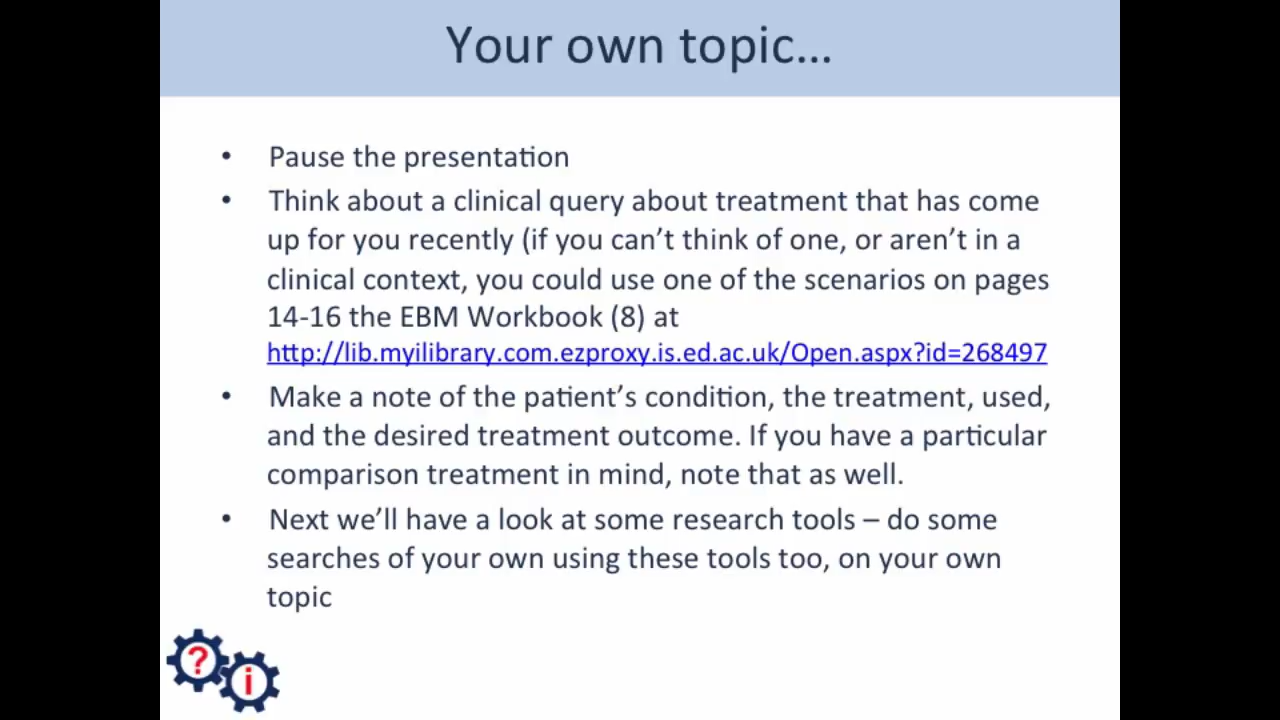 Your own topic...
• Pause the presentation
• Think about a clinical query about treatment that has come
up for you recently (if you can’t think of one, or aren’t in a
clinical context, you could use one of the scenarios on pages
14-16 the EBM Workbook (8) at
http://lib.myilibrary.com.ezproxy.is.ed.ac.uk/Open.aspx?id=268497
• Make a note of the patient’s condition, the treatment, used,
and the desired treatment outcome. If you have a particular
comparison treatment in mind, note that as well.
• Next we’ll have a look at some research tools – do some
searches of your own using these tools too, on your own
topic
?
i